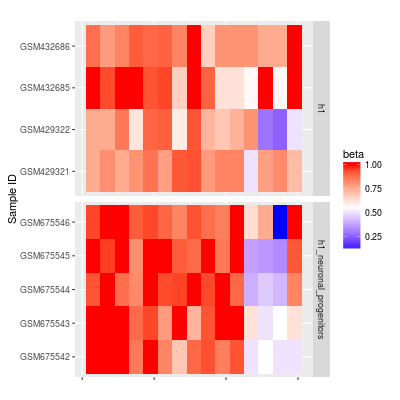 GSM432686
GSM432685
GSM429322
GSM429321
h1
GSM675546
GSM675545
GSM675544
GSM675543
GSM675542
h1_neuronal_progenitors
Sample ID
beta
1.00
0.75
0.50
0.25